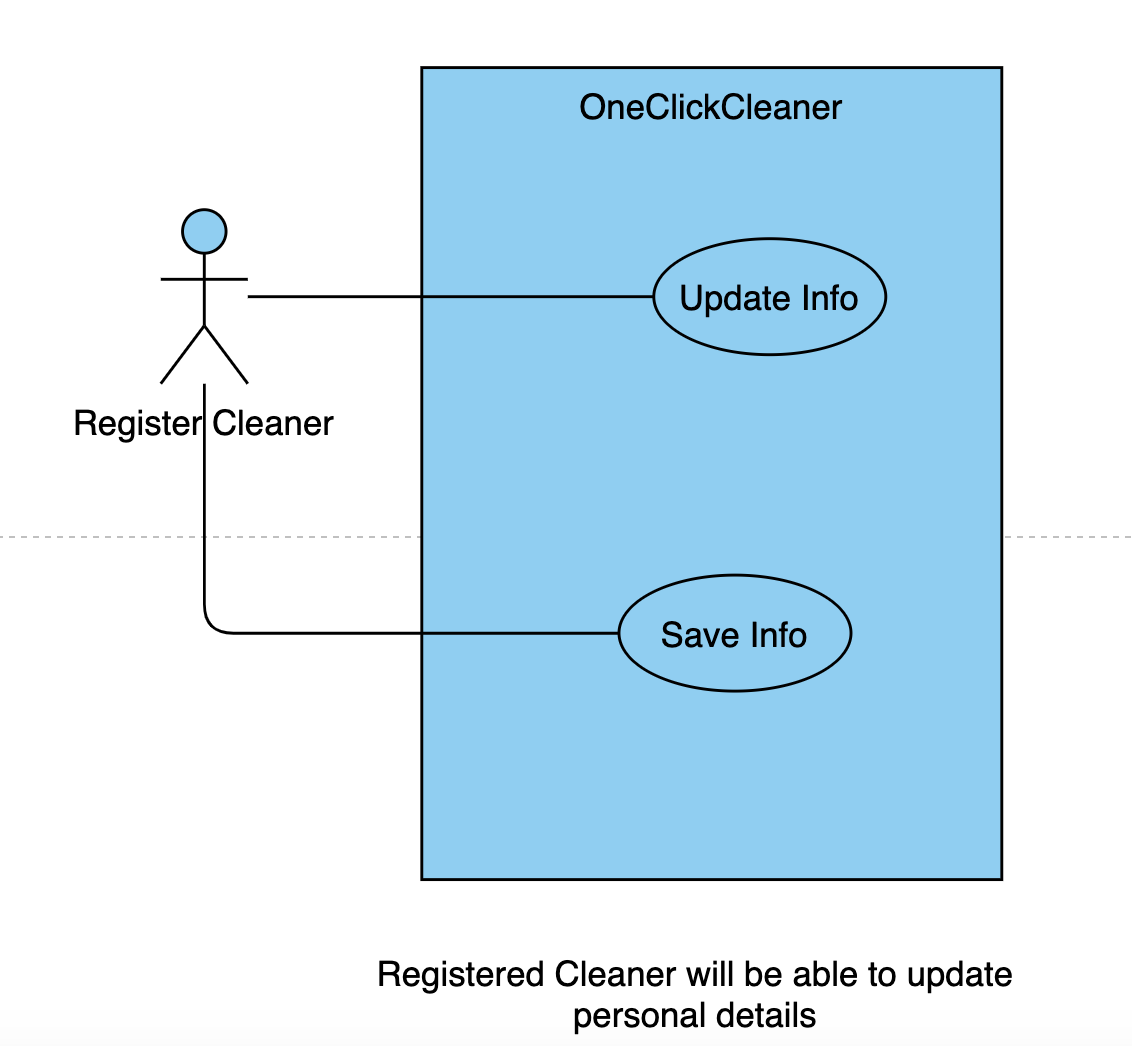 OneClickCleaner
Update Info
Register Cleaner
Save Info
Registered Cleaner will be able to update
personal details